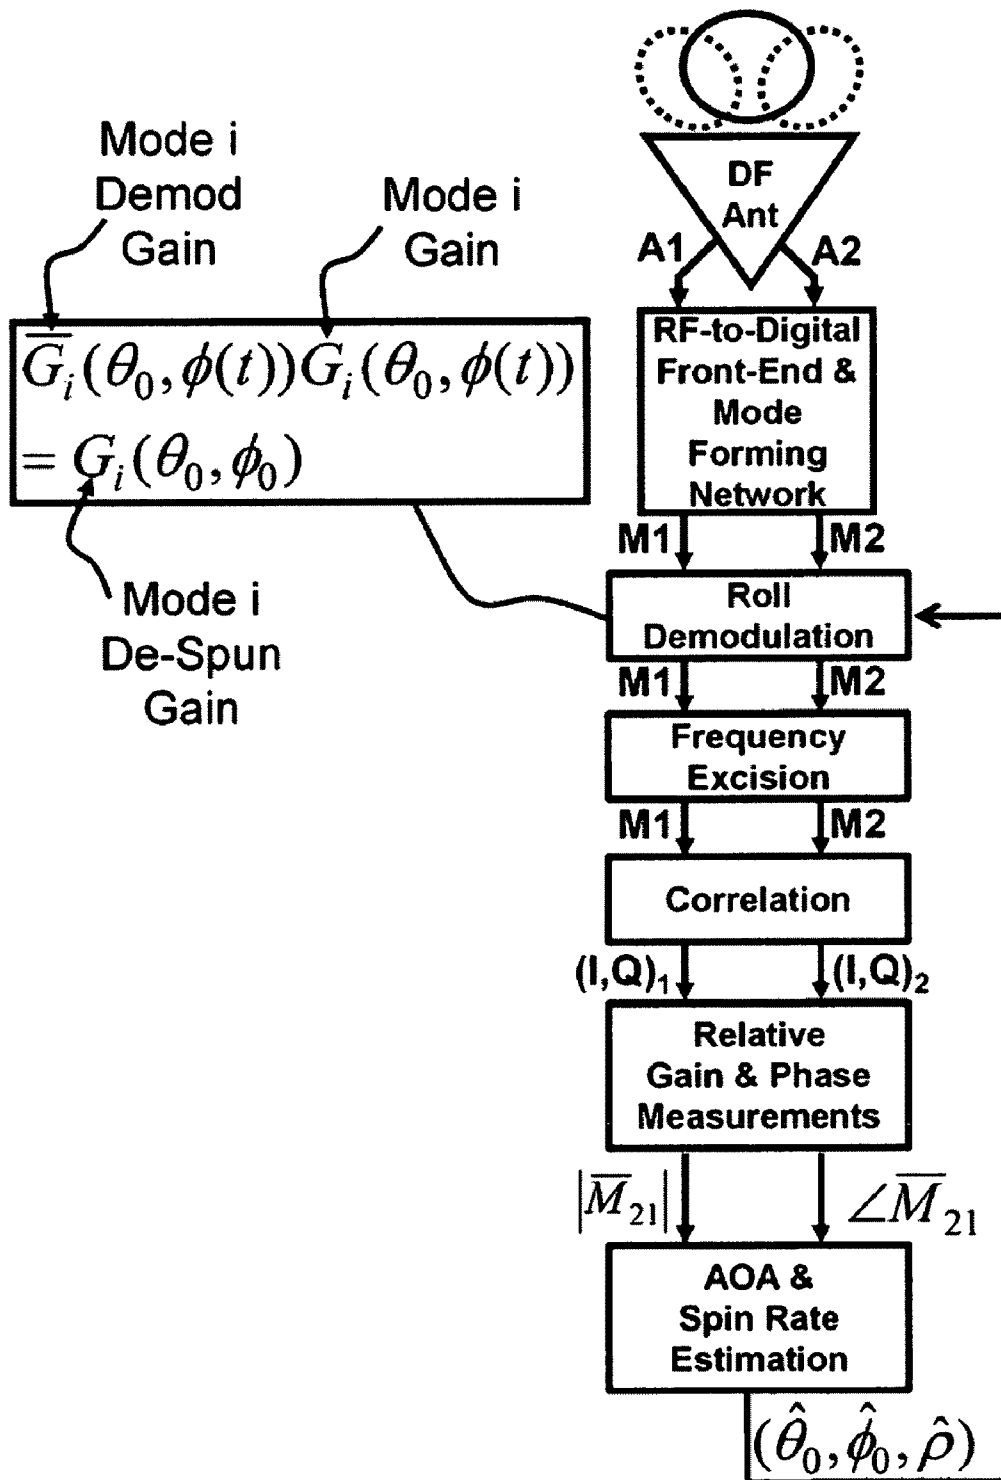 Mode i
Demod
Gain
Mode i
Gain
G̅ᵢ(θ₀,ϕ(t))Gᵢ(θ₀,ϕ(t))
= Gᵢ(θ₀,ϕ₀)
Mode i
De-Spun
Gain
DF
Ant
A1 A2
RF-to-Digital
Front-End &
Mode
Forming
Network
M1 M2
Roll
Demodulation
M1 M2
Frequency
Excision
M1 M2
Correlation
(I,Q)₁ (I,Q)₂
Relative
Gain & Phase
Measurements
|M̅₂₁| ∠M̅₂₁
AOA &
Spin Rate
Estimation
(θ̂₀,ϕ̂₀,ρ̂)